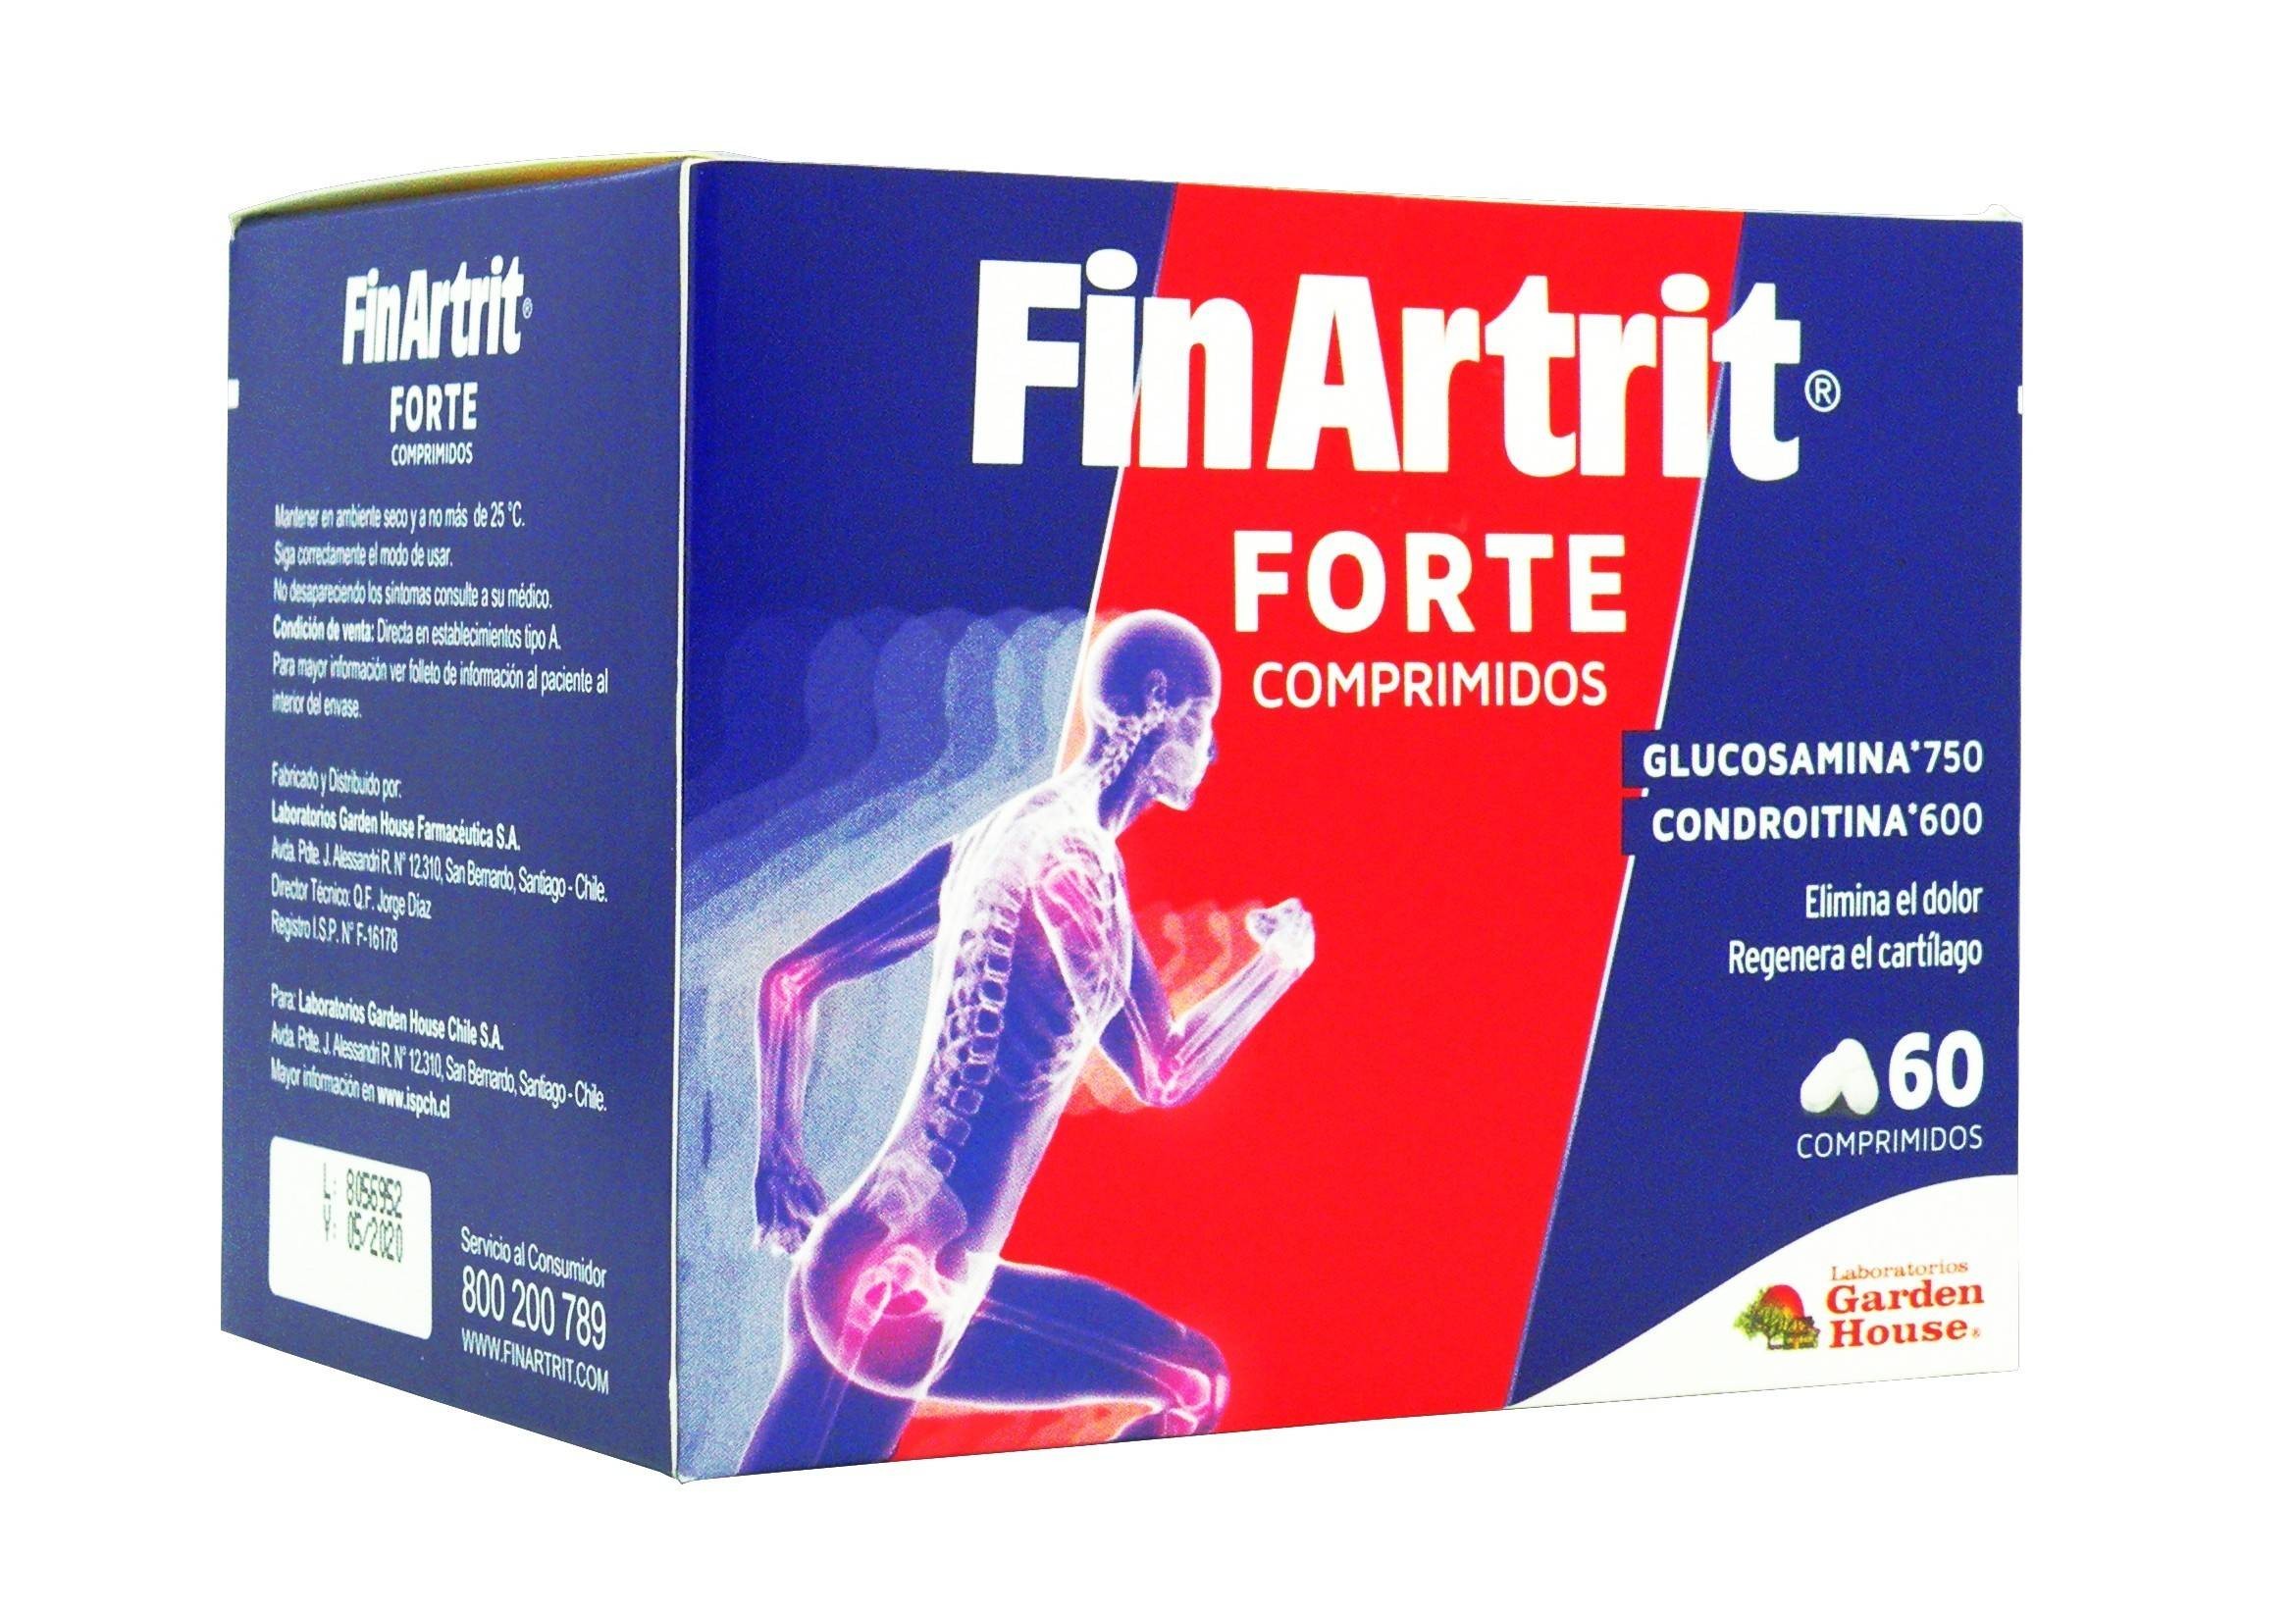 FinArtrit®
FORTE
COMPRIMIDOS
Mantener en ambiente seco y a no más de 25 °C.
Siga correctamente el modo de usar.
No desapareciendo los síntomas consulte a su médico.
Condición de venta: Directa en establecimientos tipo A.
Para mayor información ver folleto de información al paciente al
interior del envase.
Fabricado y Distribuido por:
Laboratorios Garden House Farmacéutica S.A.
Avda. Pdte. J. Alessandri R. N° 12.310, San Bernardo, Santiago - Chile.
Director Técnico: Q.F. Jorge Díaz
Registro I.S.P. N° F-16178
Para: Laboratorios Garden House Chile S.A.
Avda. Pdte. J. Alessandri R. N° 12.310, San Bernardo, Santiago - Chile.
Mayor información en www.ispch.cl
L: 8056952
V: 05/2020
Servicio al Consumidor
800 200 789
WWW.FINARTRIT.COM
FinArtrit®
FORTE
COMPRIMIDOS
GLUCOSAMINA*750
CONDROITINA*600
Elimina el dolor
Regenera el cartílago
60
COMPRIMIDOS
Laboratorios
Garden
House®